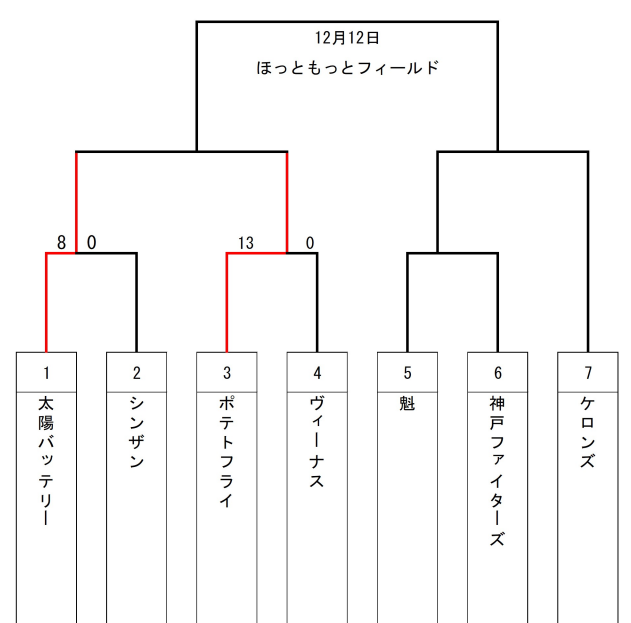 12月12日
ほっともっとフィールド
8 0
13 0
1 2 3 4 5 6 7
太陽バッテリー
シンザン
ポテトフライ
ヴィーナス
魁
神戸ファイターズ
ケロンズ